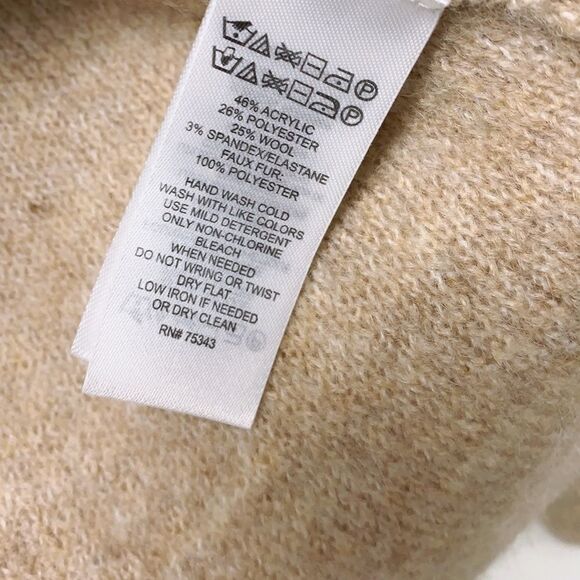 46% ACRYLIC
26% POLYESTER
25% WOOL
3% SPANDEX/ELASTANE
FAUX FUR:
100% POLYESTER
HAND WASH COLD
WASH WITH LIKE COLORS
USE MILD DETERGENT
ONLY NON-CHLORINE
BLEACH
WHEN NEEDED
DO NOT WRING OR TWIST
DRY FLAT
LOW IRON IF NEEDED
OR DRY CLEAN
RN# 75343